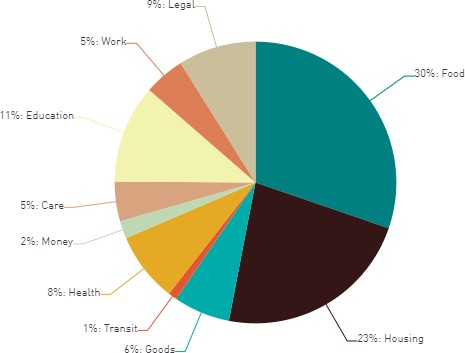 9%: Legal
5%: Work
30%: Food
11%: Education
5%: Care
2%: Money
8%: Health
1%: Transit
23%: Housing
6%: Goods